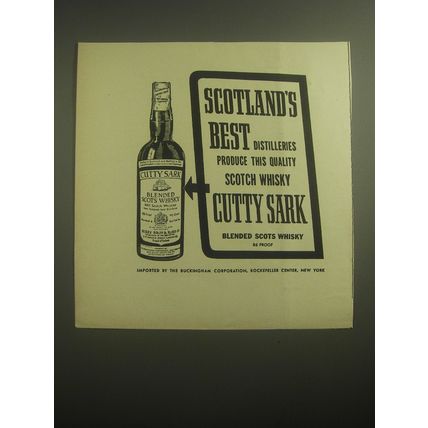 SCOTLAND'S
BEST DISTILLERIES
PRODUCE THIS QUALITY
SCOTCH WHISKY
CUTTY SARK
BLENDED SCOTS WHISKY
86 PROOF
CUTTY SARK
BLENDED
SCOTS WHISKY
IMPORTED BY THE BUCKINGHAM CORPORATION, ROCKEFELLER CENTER, NEW YORK